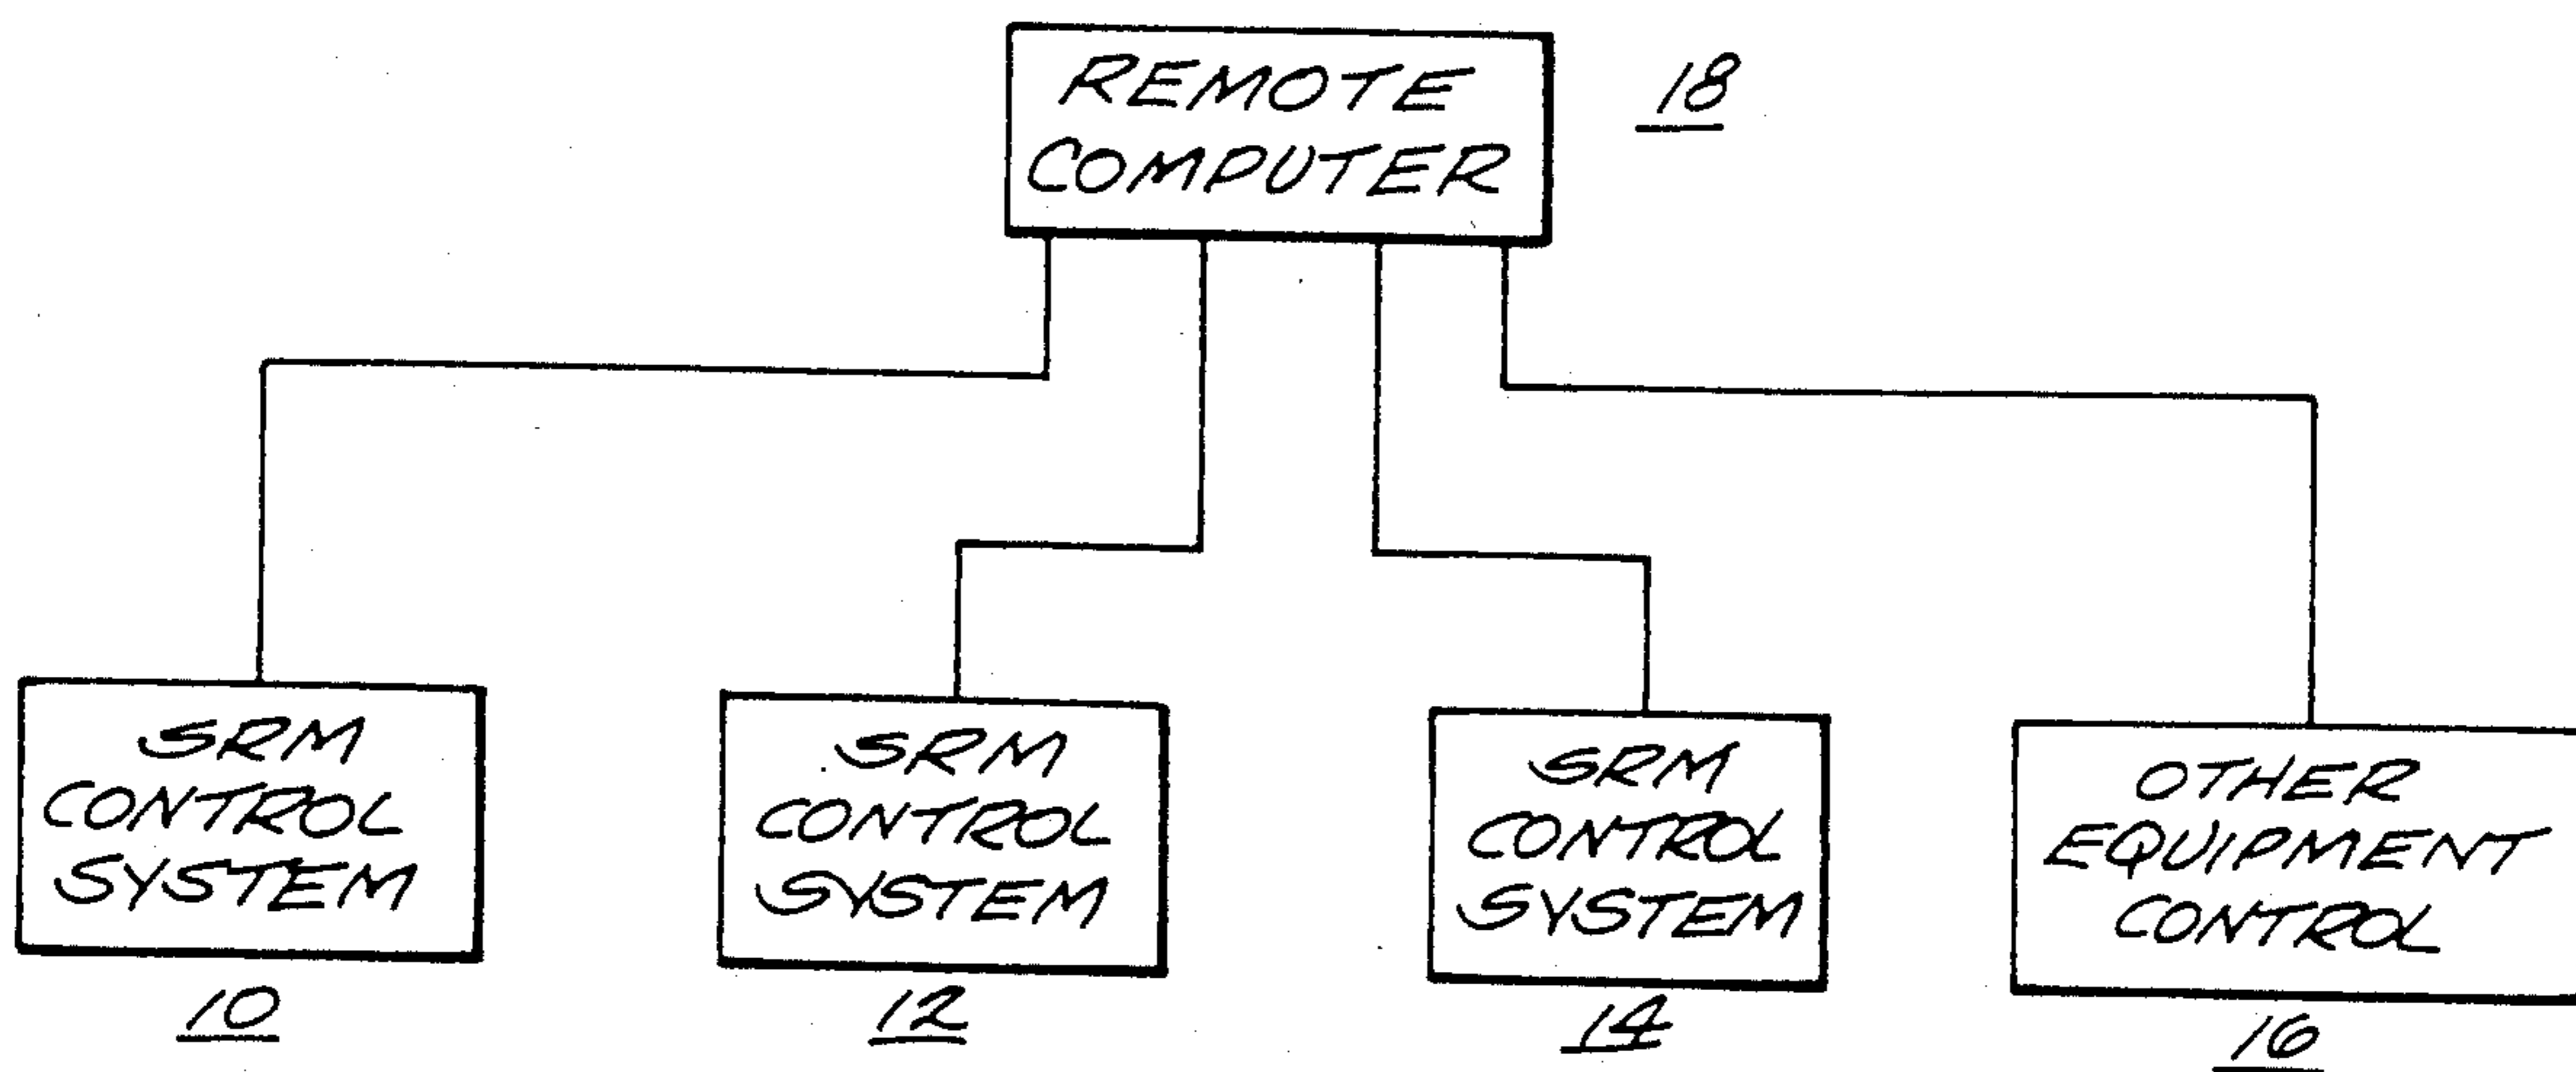 REMOTE
COMPUTER
18
SRM
CONTROL
SYSTEM
10
SRM
CONTROL
SYSTEM
12
SRM
CONTROL
SYSTEM
14
OTHER
EQUIPMENT
CONTROL
16